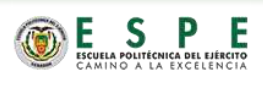 ESPE
ESCUELA POLITÉCNICA DEL EJÉRCITO
CAMINO A LA EXCELENCIA